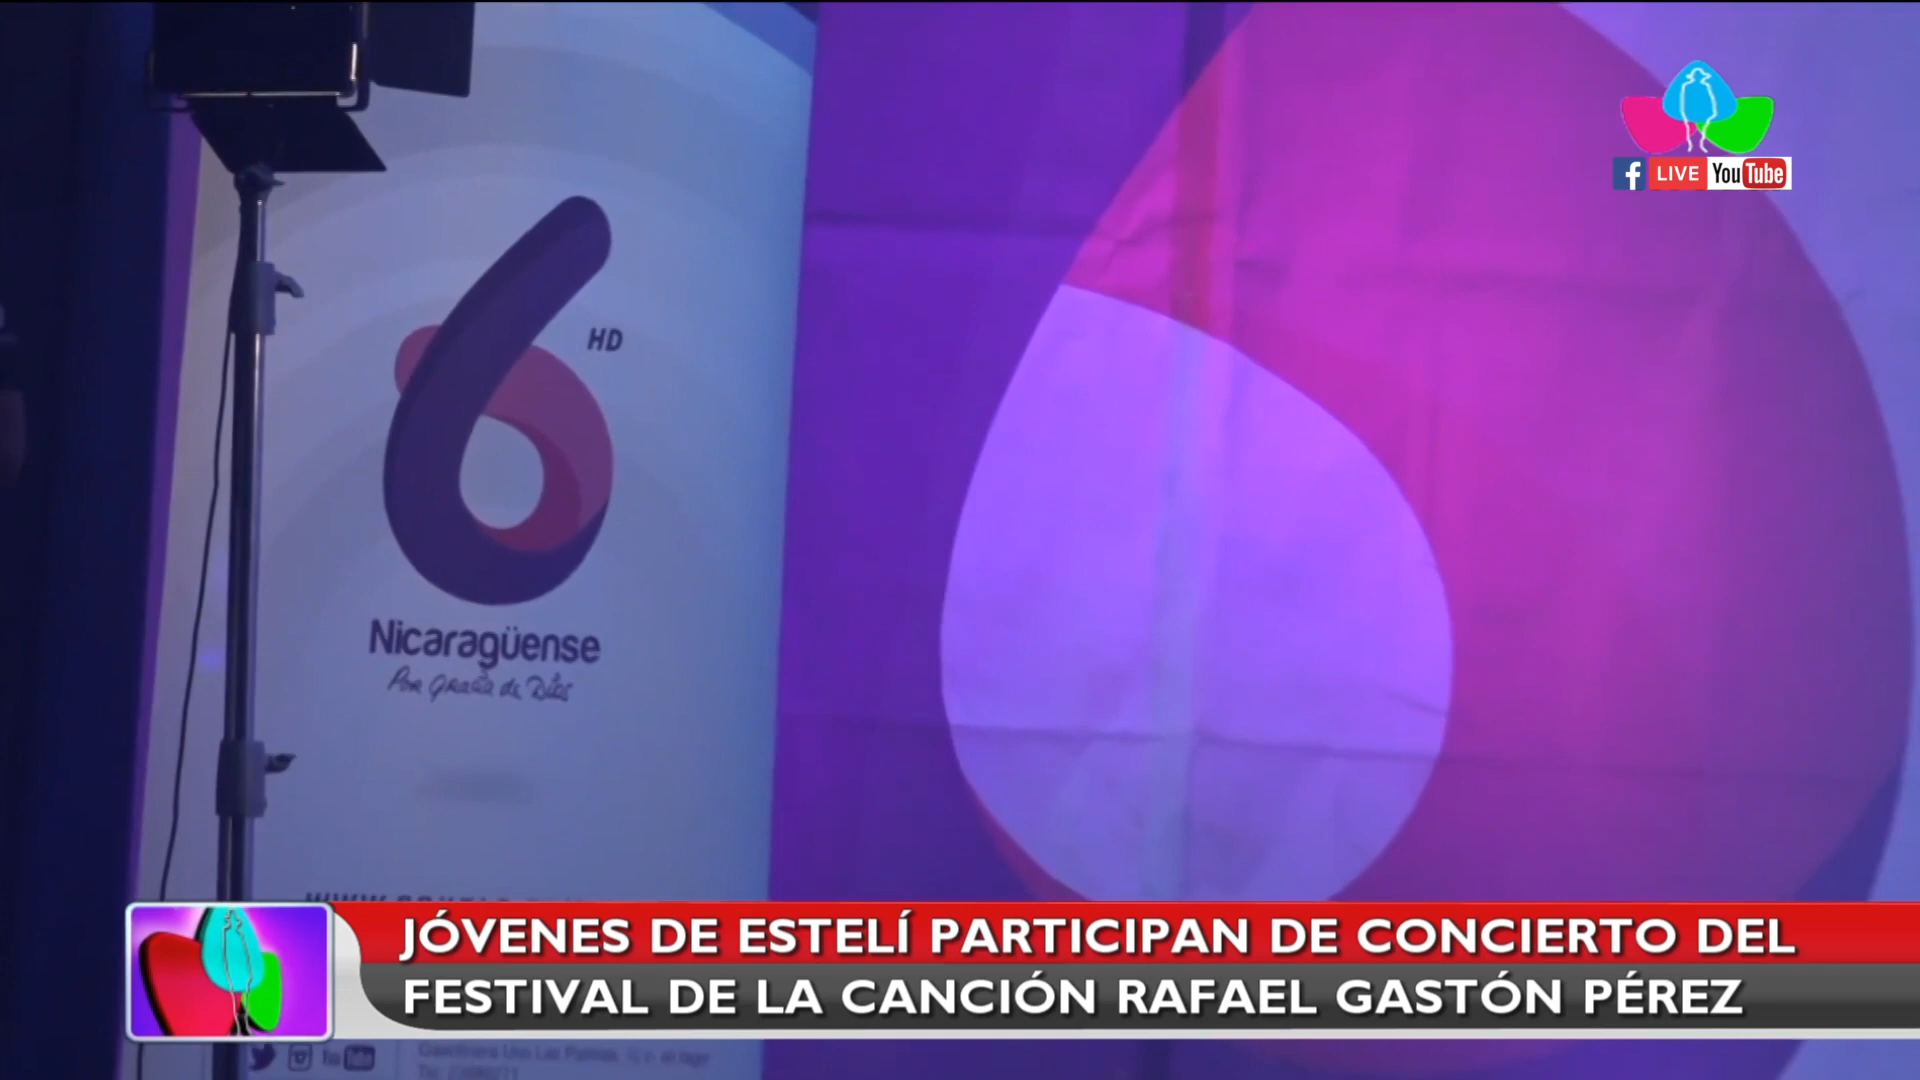 f LIVE YouTube
6
HD
Nicaragüense
Por Gracia de Dios
JÓVENES DE ESTELÍ PARTICIPAN DE CONCIERTO DEL
FESTIVAL DE LA CANCIÓN RAFAEL GASTÓN PÉREZ
YouTube